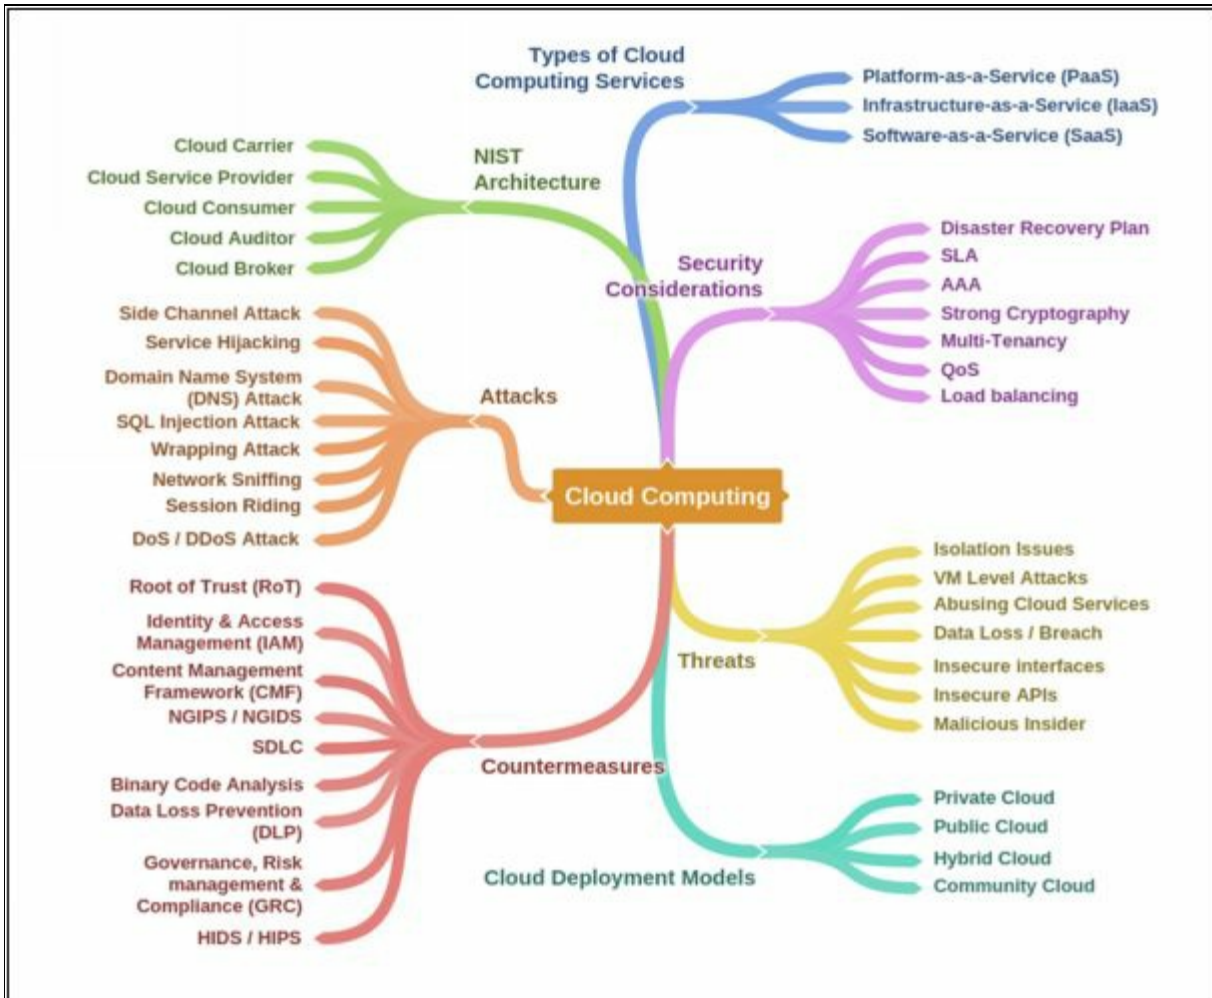 Types of Cloud
Computing Services
Platform-as-a-Service (PaaS)
Infrastructure-as-a-Service (IaaS)
Software-as-a-Service (SaaS)
NIST
Architecture
Cloud Carrier
Cloud Service Provider
Cloud Consumer
Cloud Auditor
Cloud Broker
Security
Considerations
Disaster Recovery Plan
SLA
AAA
Strong Cryptography
Multi-Tenancy
QoS
Load balancing
Attacks
Side Channel Attack
Service Hijacking
Domain Name System
(DNS) Attack
SQL Injection Attack
Wrapping Attack
Network Sniffing
Session Riding
DoS / DDoS Attack
Cloud Computing
Threats
Isolation Issues
VM Level Attacks
Abusing Cloud Services
Data Loss / Breach
Insecure interfaces
Insecure APIs
Malicious Insider
Countermeasures
Root of Trust (RoT)
Identity & Access
Management (IAM)
Content Management
Framework (CMF)
NGIPS / NGIDS
SDLC
Binary Code Analysis
Data Loss Prevention
(DLP)
Governance, Risk
management &
Compliance (GRC)
HIDS / HIPS
Cloud Deployment Models
Private Cloud
Public Cloud
Hybrid Cloud
Community Cloud